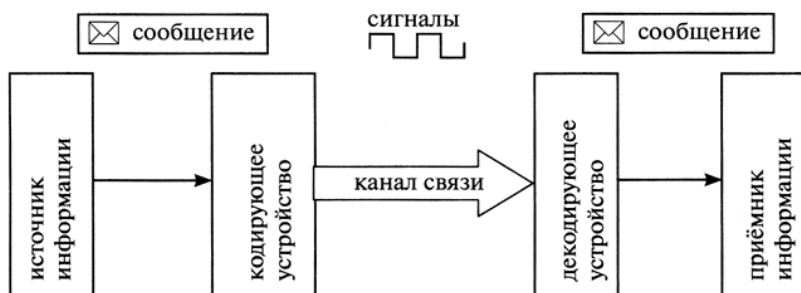 сообщение
сигналы
сообщение
источник
информации
кодирующее
устройство
канал связи
декодирующее
устройство
приёмник
информации